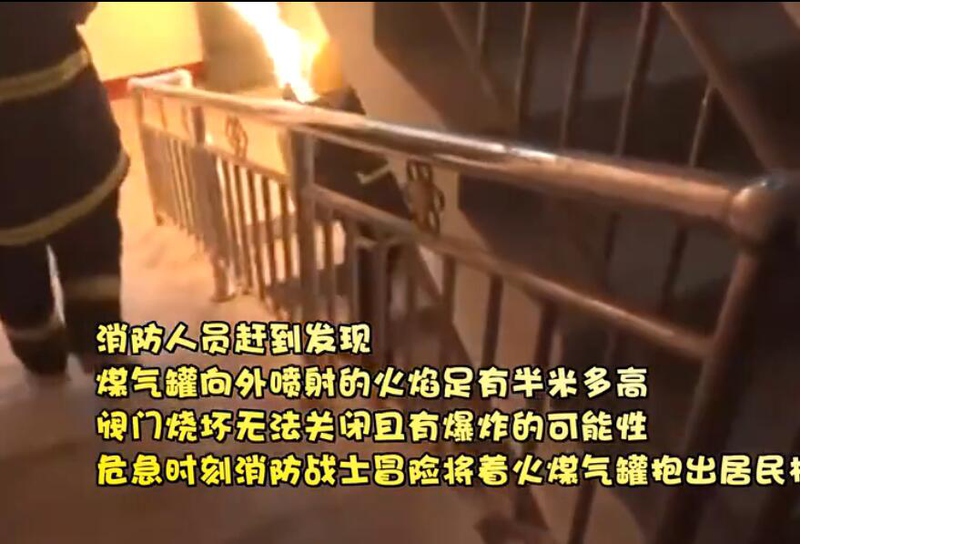 消防人员赶到发现
煤气罐向外喷射的火焰足有半米多高
阀门烧坏无法关闭且有爆炸的可能性
危急时刻消防战士冒险将着火煤气罐抱出居民